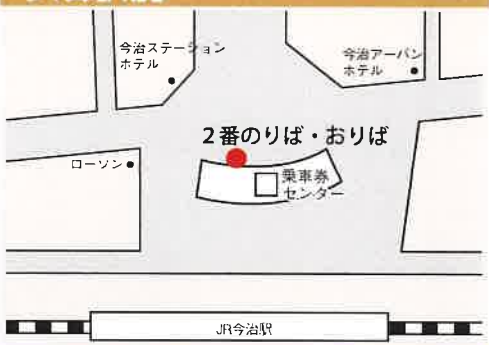 今治ステーション
ホテル
今治アーバン
ホテル
2番のりば・おりば
ローソン
乗車券
センター
JR今治駅